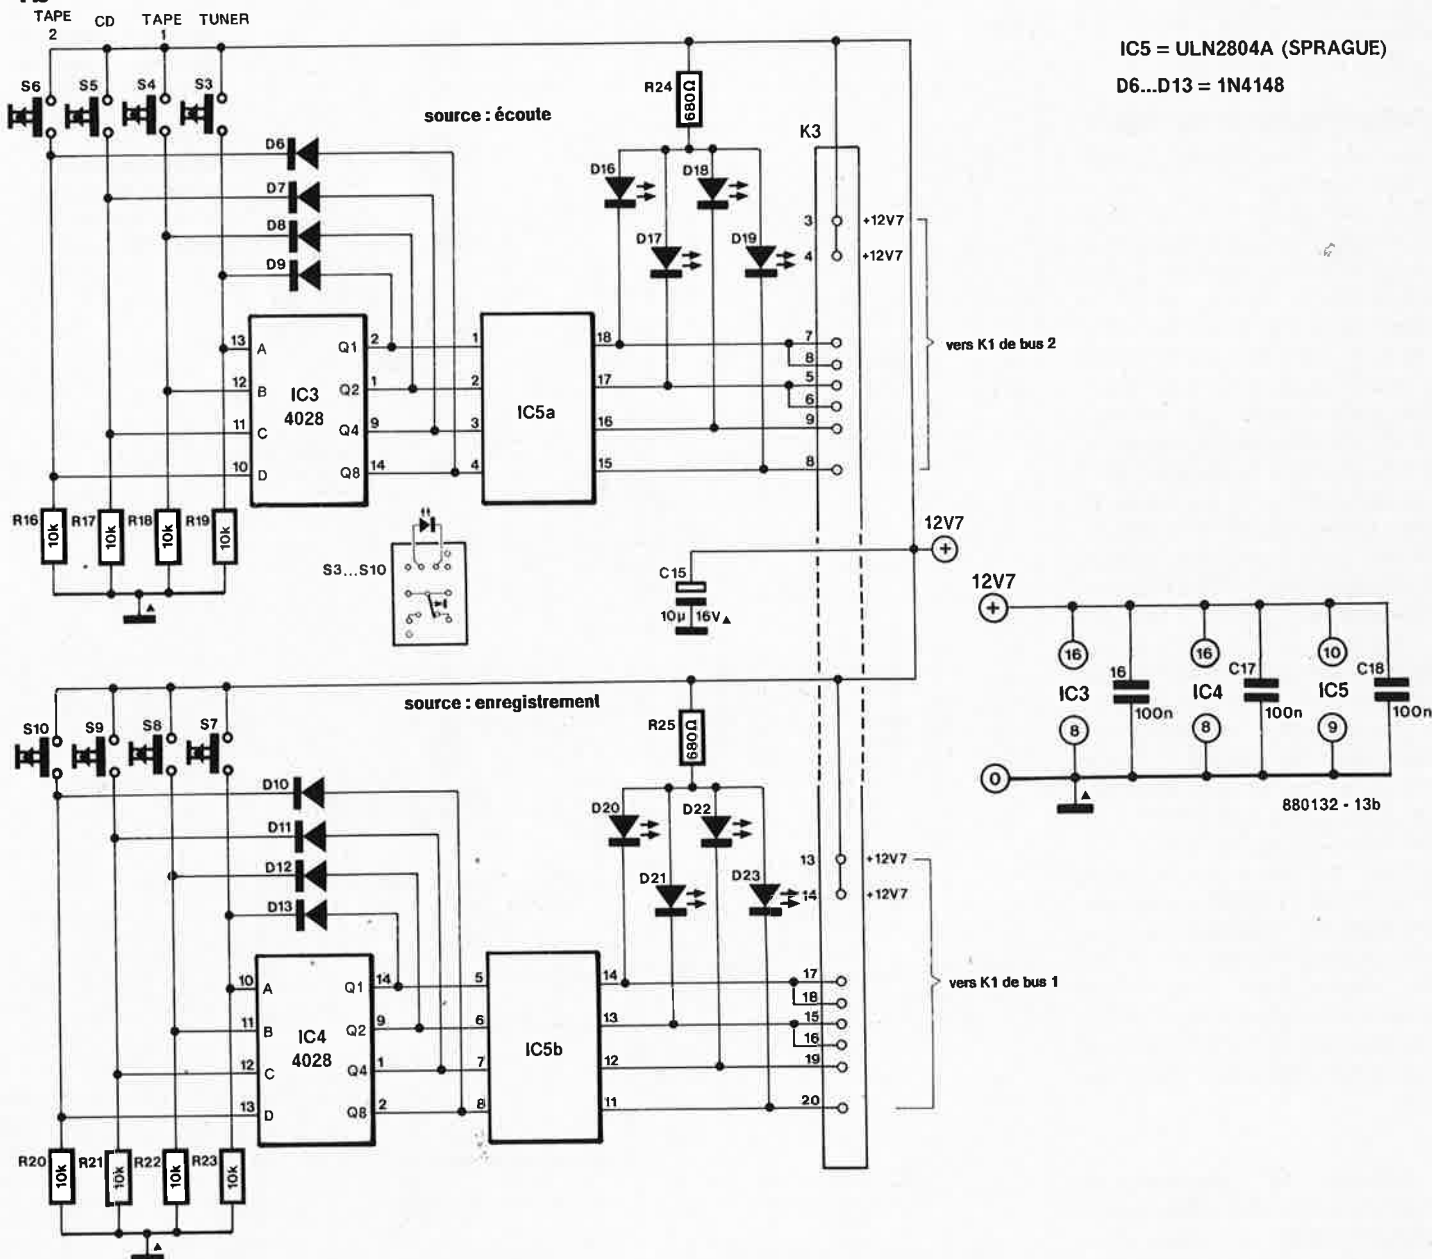 TAPE 2
CD
TAPE 1
TUNER
IC5 = ULN2804A (SPRAGUE)
D6...D13 = 1N4148
S6
S5
S4
S3
source : écoute
R24
680Ω
K3
D6
D7
D8
D9
D16
D18
D17
D19
3
+12V7
4
+12V7
vers K1 de bus 2
13
A
12
B
11
C
10
D
IC3
4028
Q1
2
Q2
1
Q4
9
Q8
14
1
2
3
4
IC5a
18
17
16
15
7
8
5
6
9
8
R16
10k
R17
10k
R18
10k
R19
10k
S3...S10
C15
10µ
16V
12V7
+
12V7
+
16
IC3
8
16
100n
16
IC4
8
C17
100n
10
IC5
9
C18
100n
0
880132 - 13b
source : enregistrement
S10
S9
S8
S7
R25
680Ω
D10
D11
D12
D13
D20
D22
D21
D23
13
+12V7
14
+12V7
vers K1 de bus 1
10
A
11
B
12
C
13
D
IC4
4028
Q1
14
Q2
9
Q4
1
Q8
2
5
6
7
8
IC5b
14
13
12
11
17
18
15
16
19
20
R20
10k
R21
10k
R22
10k
R23
10k